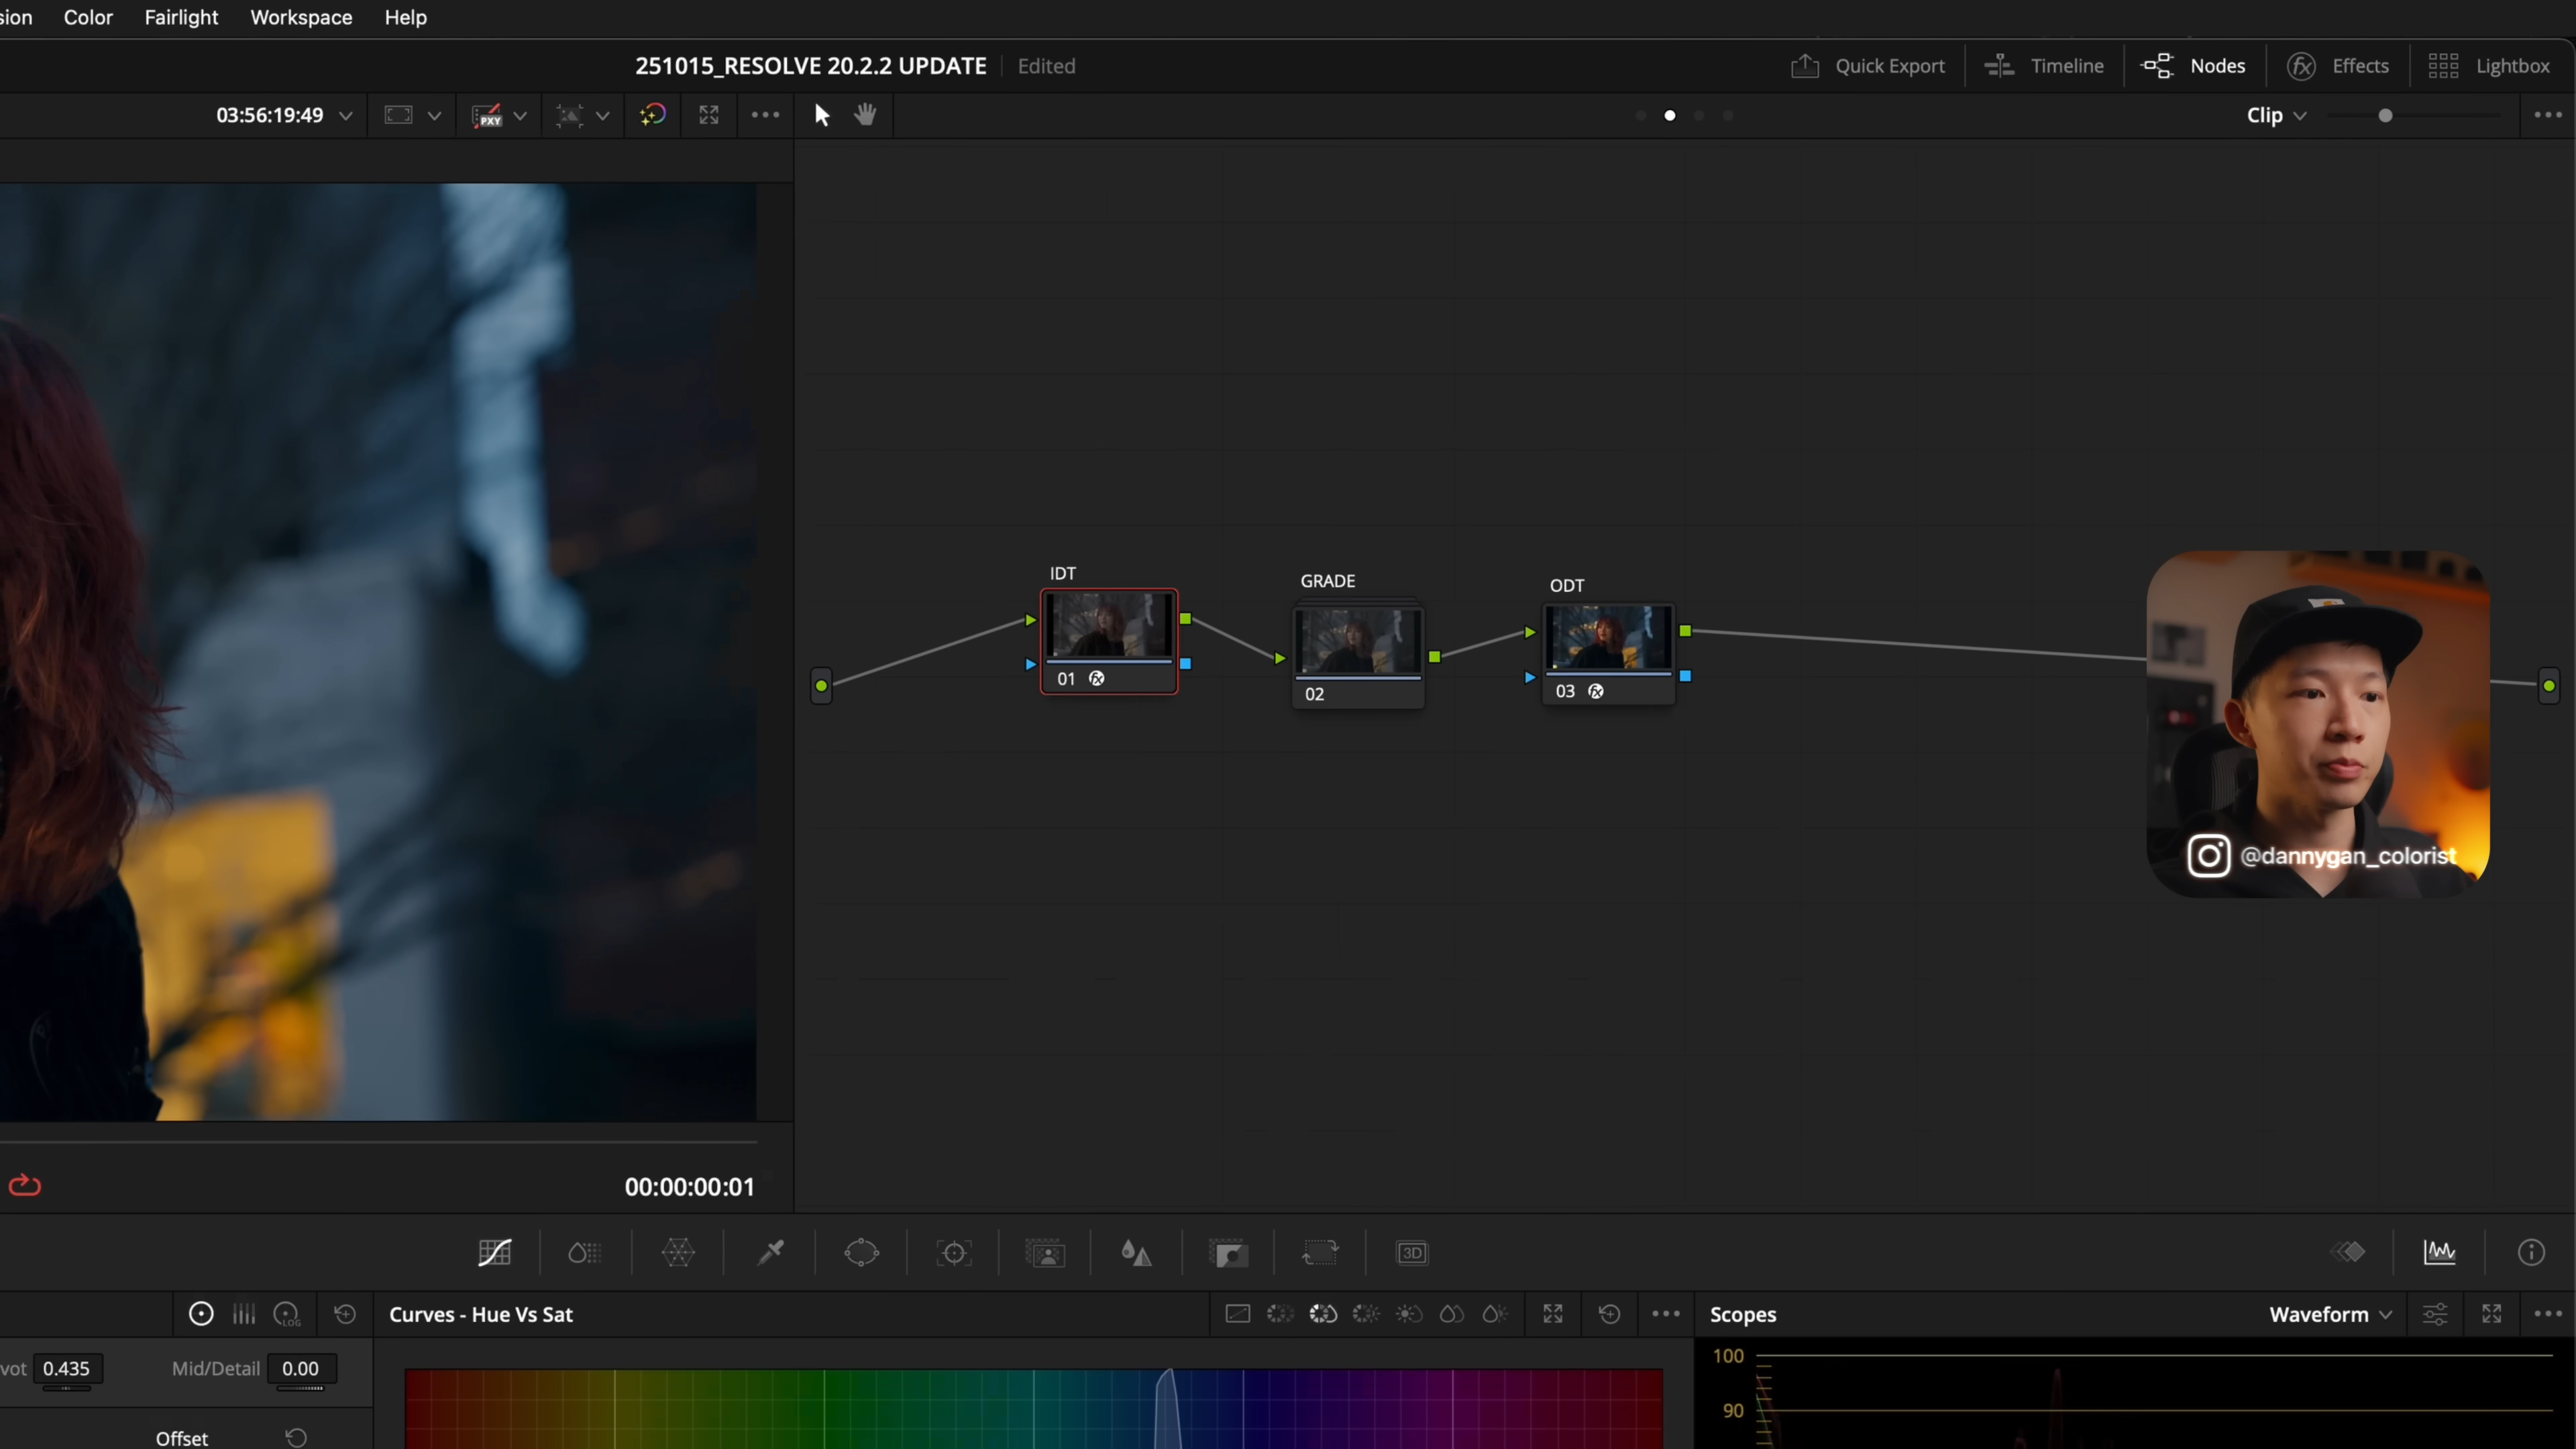 sion Color Fairlight Workspace Help
251015_RESOLVE 20.2.2 UPDATE Edited
Quick Export Timeline Nodes Effects Lightbox
03:56:19:49
PXY
Clip
IDT
GRADE
ODT
01
02
03
@dannygan_colorist
00:00:00:01
3D
LOG
Curves - Hue Vs Sat
Scopes
Waveform
vot 0.435 Mid/Detail 0.00
100
90
Offset